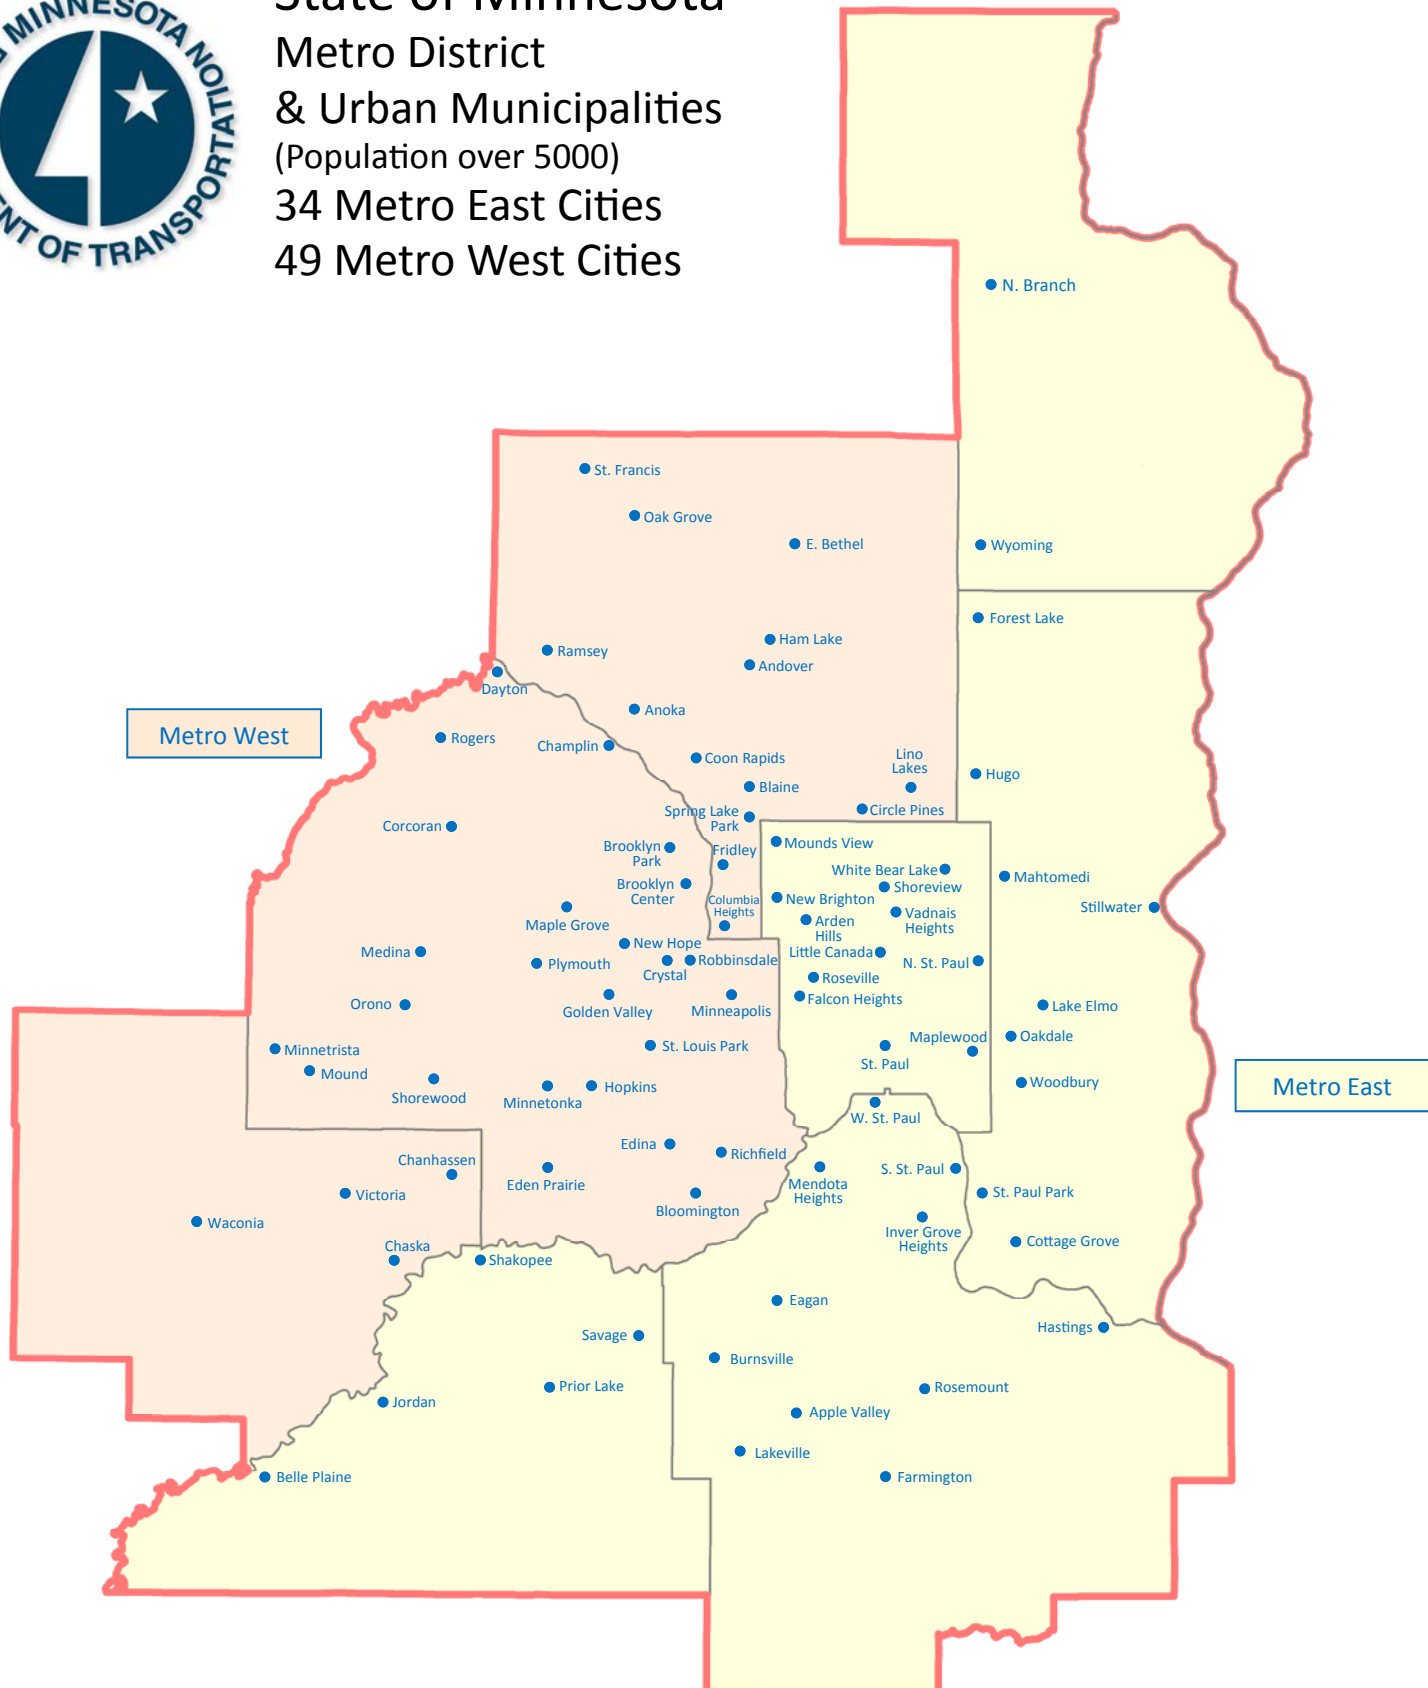 MINNESOTA
NT OF TRANSPORTATION
State of Minnesota
Metro District
& Urban Municipalities
(Population over 5000)
34 Metro East Cities
49 Metro West Cities
N. Branch
St. Francis
Oak Grove
E. Bethel
Wyoming
Forest Lake
Ham Lake
Ramsey
Andover
Dayton
Anoka
Metro West
Rogers
Champlin
Coon Rapids
Lino
Lakes
Hugo
Blaine
Spring Lake
Park
Circle Pines
Corcoran
Mounds View
Brooklyn
Park
Fridley
White Bear Lake
Mahtomedi
Shoreview
Brooklyn
Center
New Brighton
Columbia
Heights
Stillwater
Vadnais
Heights
Arden
Hills
Maple Grove
New Hope
Medina
Little Canada
Plymouth
Crystal
Robbinsdale
N. St. Paul
Roseville
Falcon Heights
Orono
Golden Valley
Minneapolis
Lake Elmo
Minnetrista
St. Louis Park
Maplewood
Oakdale
St. Paul
Mound
Shorewood
Minnetonka
Hopkins
Woodbury
Metro East
W. St. Paul
Edina
Richfield
Chanhassen
Eden Prairie
Mendota
Heights
S. St. Paul
Victoria
St. Paul Park
Bloomington
Waconia
Inver Grove
Heights
Cottage Grove
Chaska
Shakopee
Eagan
Hastings
Savage
Burnsville
Prior Lake
Rosemount
Jordan
Apple Valley
Lakeville
Belle Plaine
Farmington